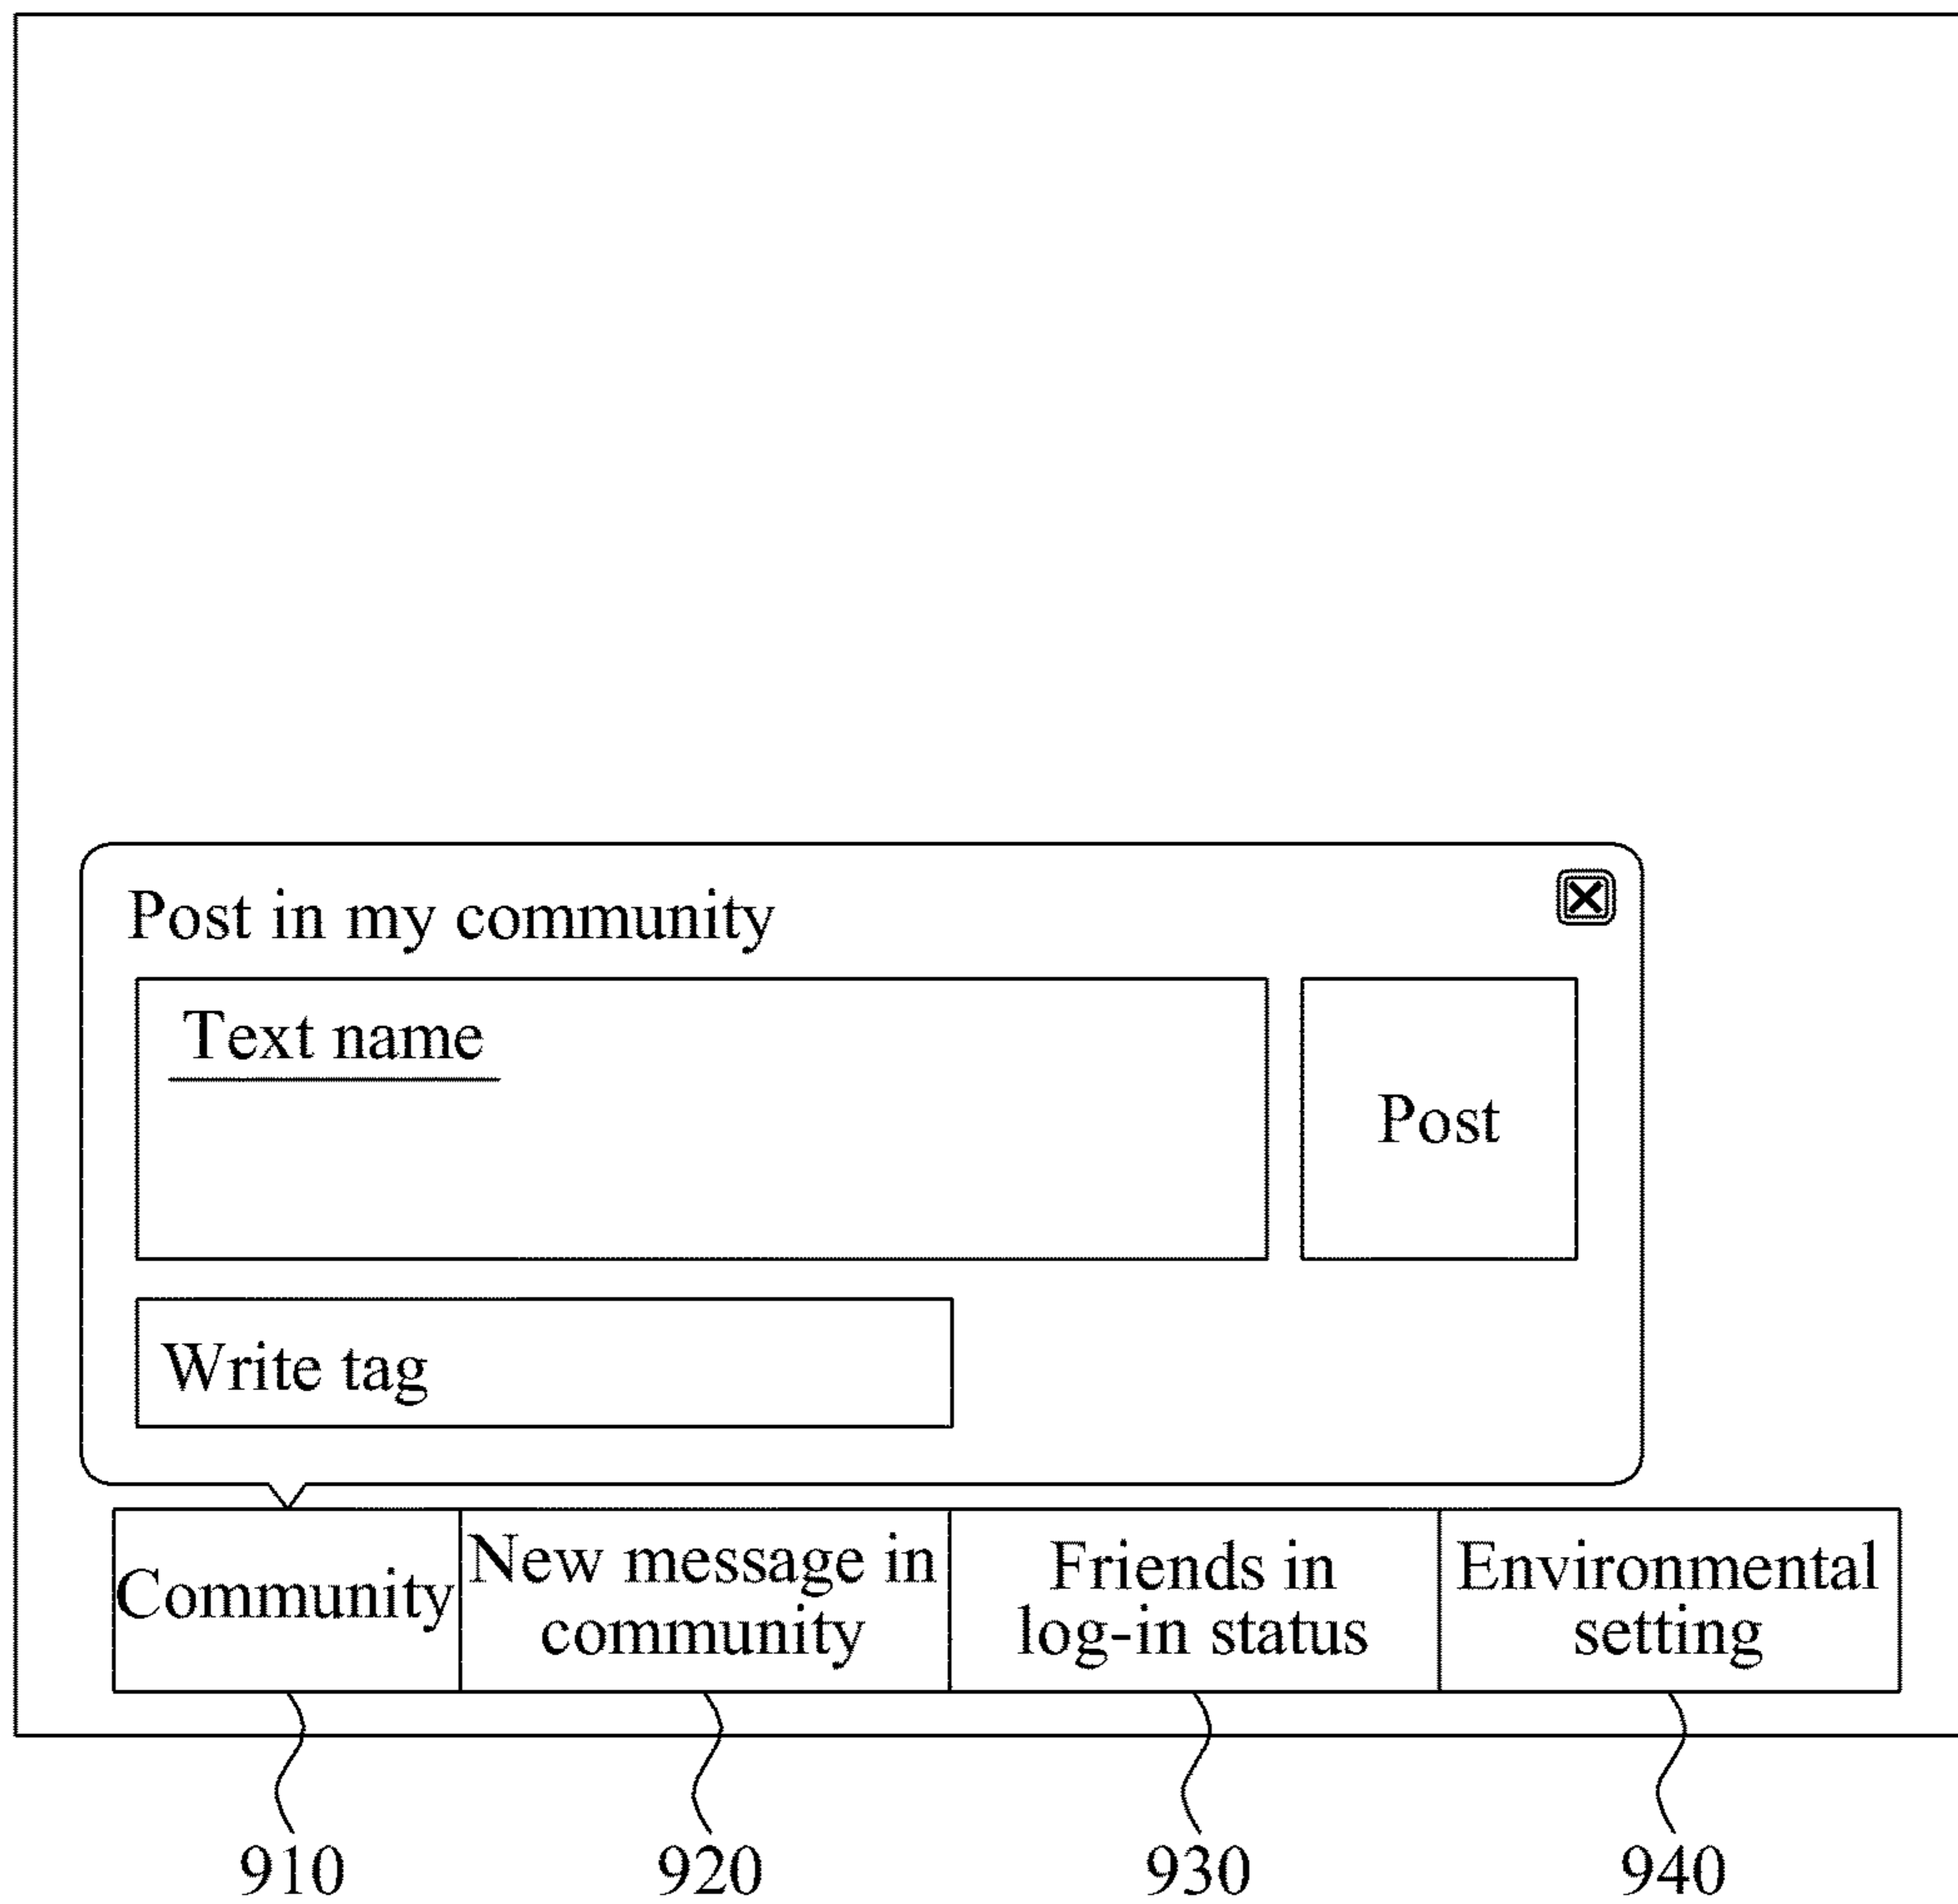 Post in my community
Text name
Post
Write tag
Community
New message in
community
Friends in
log-in status
Environmental
setting
910
920
930
940